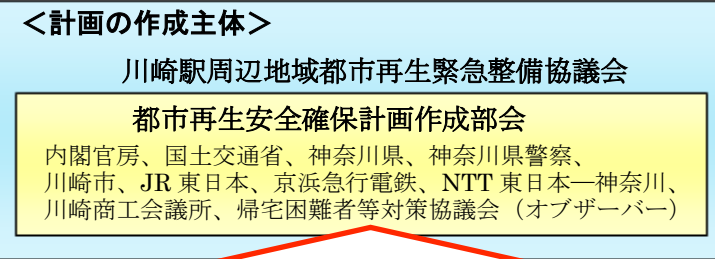 ＜計画の作成主体＞
川崎駅周辺地域都市再生緊急整備協議会
都市再生安全確保計画作成部会
内閣官房、国土交通省、神奈川県、神奈川県警察、
川崎市、JR 東日本、京浜急行電鉄、NTT 東日本―神奈川、
川崎商工会議所、帰宅困難者等対策協議会（オブザーバー）